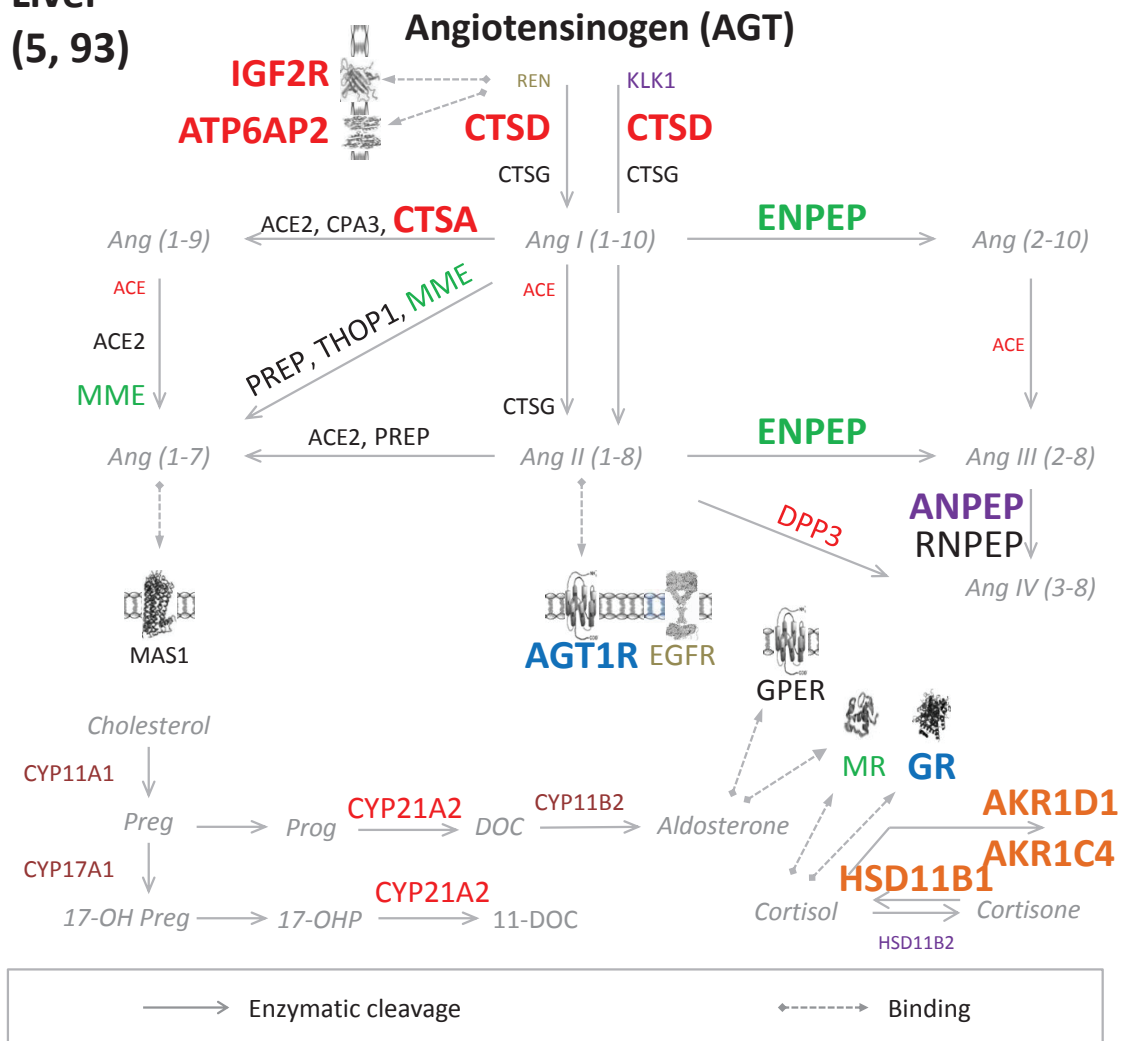 Liver
(5, 93)
Angiotensinogen (AGT)
IGF2R
REN
KLK1
ATP6AP2
CTSD
CTSD
CTSG
CTSG
ACE2, CPA3, CTSA
ENPEP
Ang (1-9)
Ang I (1-10)
Ang (2-10)
ACE
ACE
ACE2
PREP, THOP1, MME
ACE
MME
CTSG
ACE2, PREP
ENPEP
Ang (1-7)
Ang II (1-8)
Ang III (2-8)
ANPEP
DPP3
RNPEP
Ang IV (3-8)
MAS1
AGT1R
EGFR
GPER
Cholesterol
MR
GR
CYP11A1
CYP21A2
CYP11B2
AKR1D1
Preg
Prog
DOC
Aldosterone
AKR1C4
CYP17A1
HSD11B1
CYP21A2
17-OH Preg
17-OHP
11-DOC
Cortisol
Cortisone
HSD11B2
Enzymatic cleavage
Binding